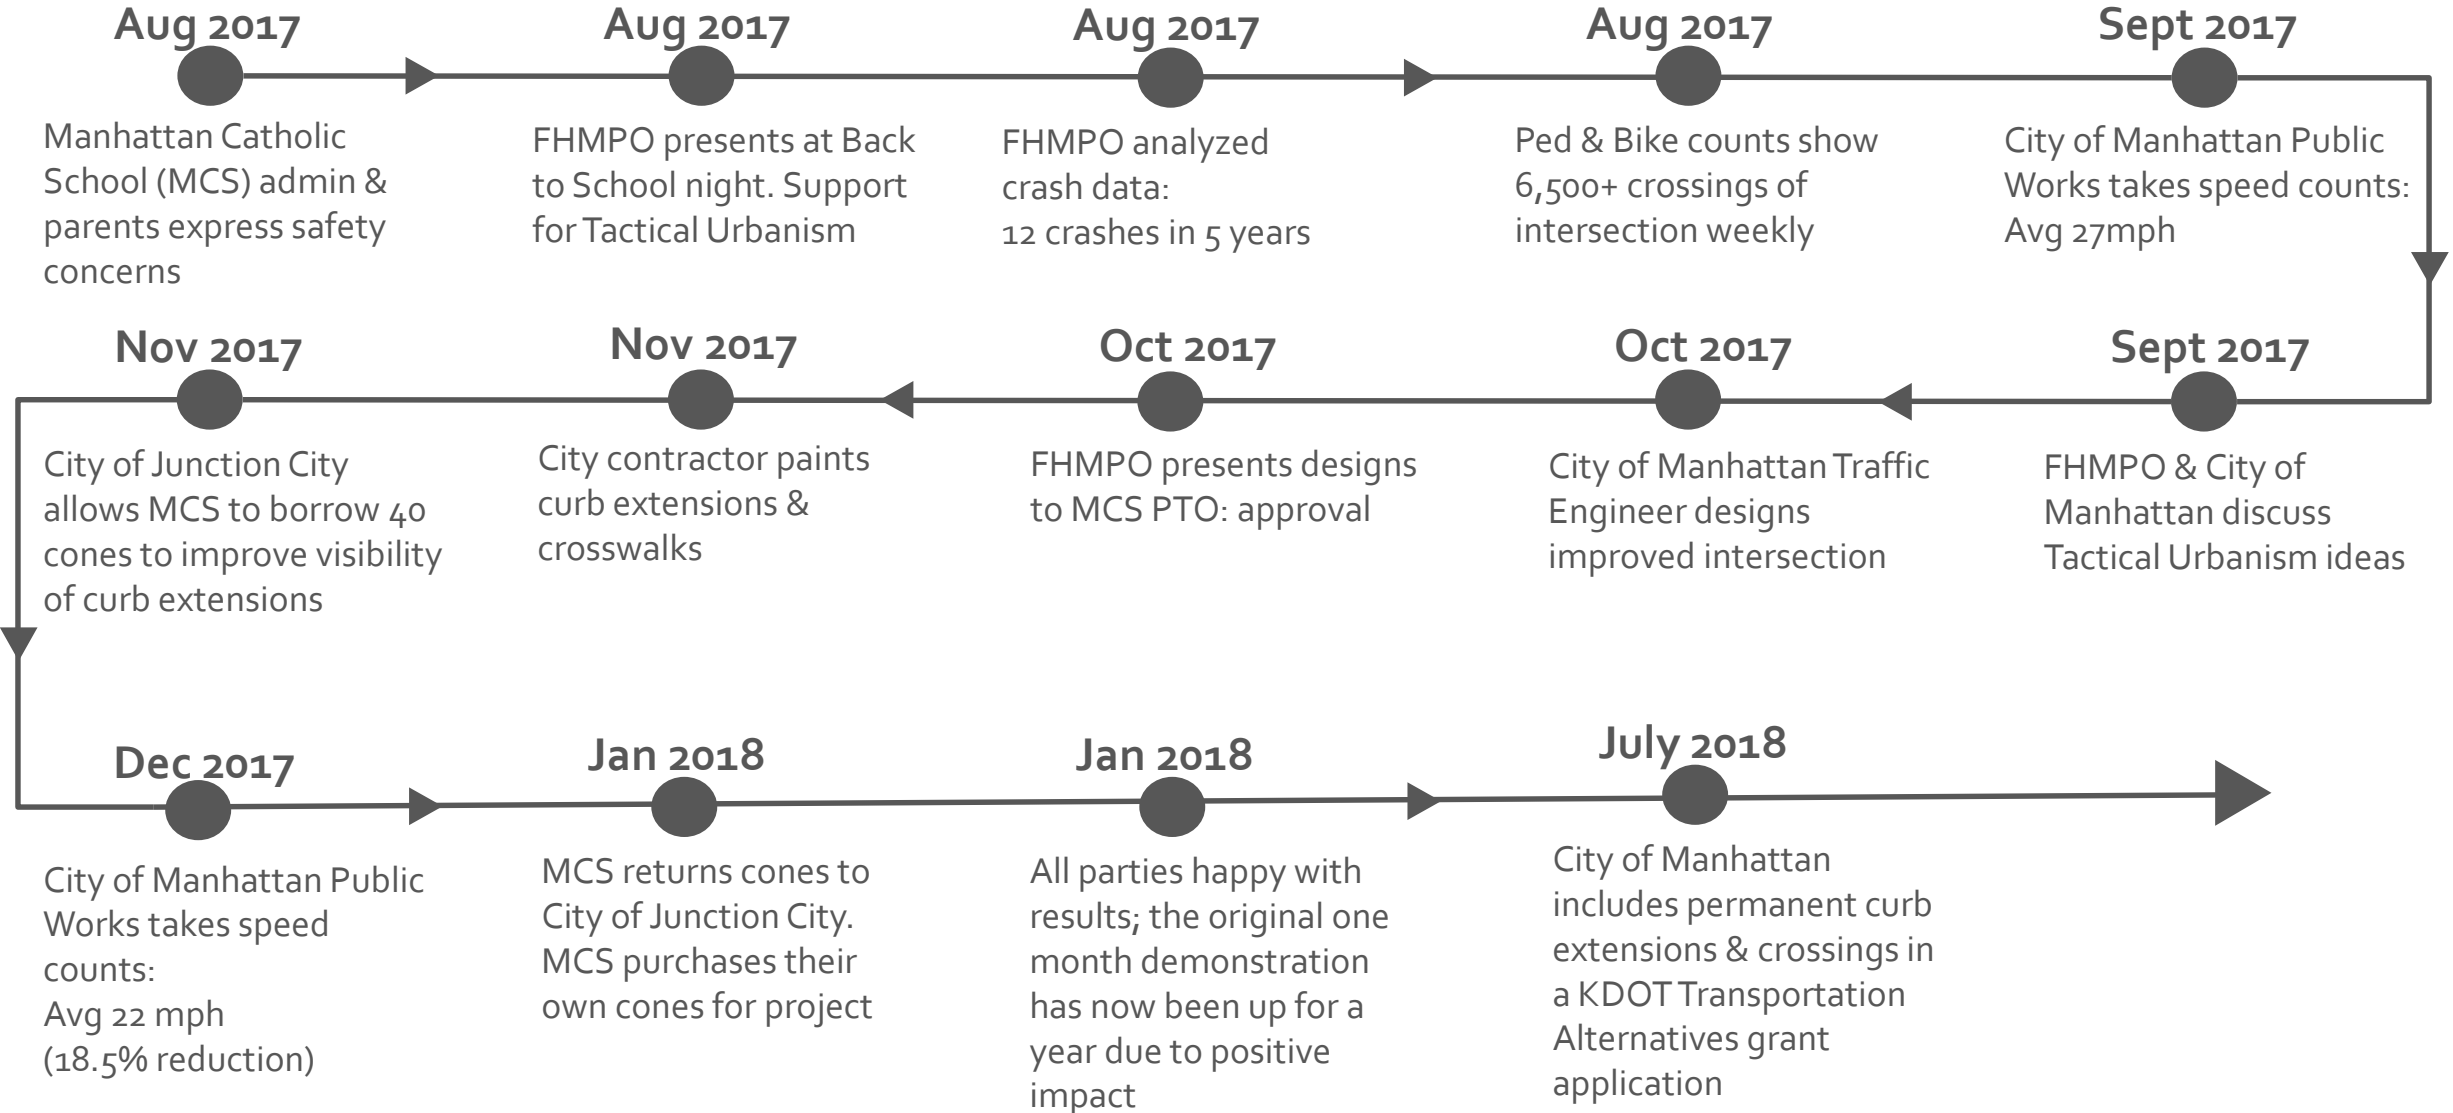 Aug 2017
Manhattan Catholic
School (MCS) admin &
parents express safety
concerns
Aug 2017
FHMPO presents at Back
to School night. Support
for Tactical Urbanism
Aug 2017
FHMPO analyzed
crash data:
12 crashes in 5 years
Aug 2017
Ped & Bike counts show
6,500+ crossings of
intersection weekly
Sept 2017
City of Manhattan Public
Works takes speed counts:
Avg 27mph
Sept 2017
FHMPO & City of
Manhattan discuss
Tactical Urbanism ideas
Oct 2017
City of Manhattan Traffic
Engineer designs
improved intersection
Oct 2017
FHMPO presents designs
to MCS PTO: approval
Nov 2017
City contractor paints
curb extensions &
crosswalks
Nov 2017
City of Junction City
allows MCS to borrow 40
cones to improve visibility
of curb extensions
Dec 2017
City of Manhattan Public
Works takes speed
counts:
Avg 22 mph
(18.5% reduction)
Jan 2018
MCS returns cones to
City of Junction City.
MCS purchases their
own cones for project
Jan 2018
All parties happy with
results; the original one
month demonstration
has now been up for a
year due to positive
impact
July 2018
City of Manhattan
includes permanent curb
extensions & crossings in
a KDOT Transportation
Alternatives grant
application